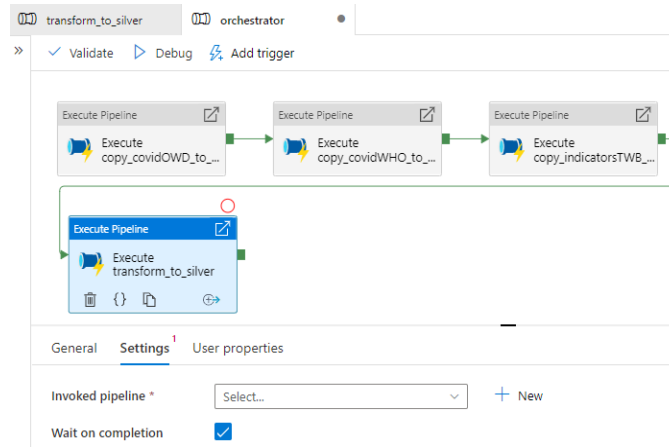 transform_to_silver orchestrator
Validate Debug Add trigger
Execute Pipeline Execute Pipeline Execute Pipeline
Execute Execute Execute
copy_covidOWD_to_... copy_covidWHO_to_... copy_indicatorsTWB_...
Execute Pipeline
Execute
transform_to_silver
{}
General Settings 1 User properties
Invoked pipeline * Select... New
Wait on completion